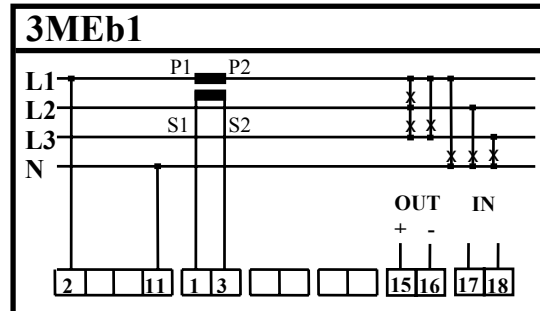 3MEb1
P1 P2
L1
L2
L3
S1 S2
N
OUT IN
+ -
2 11 1 3 15 16 17 18